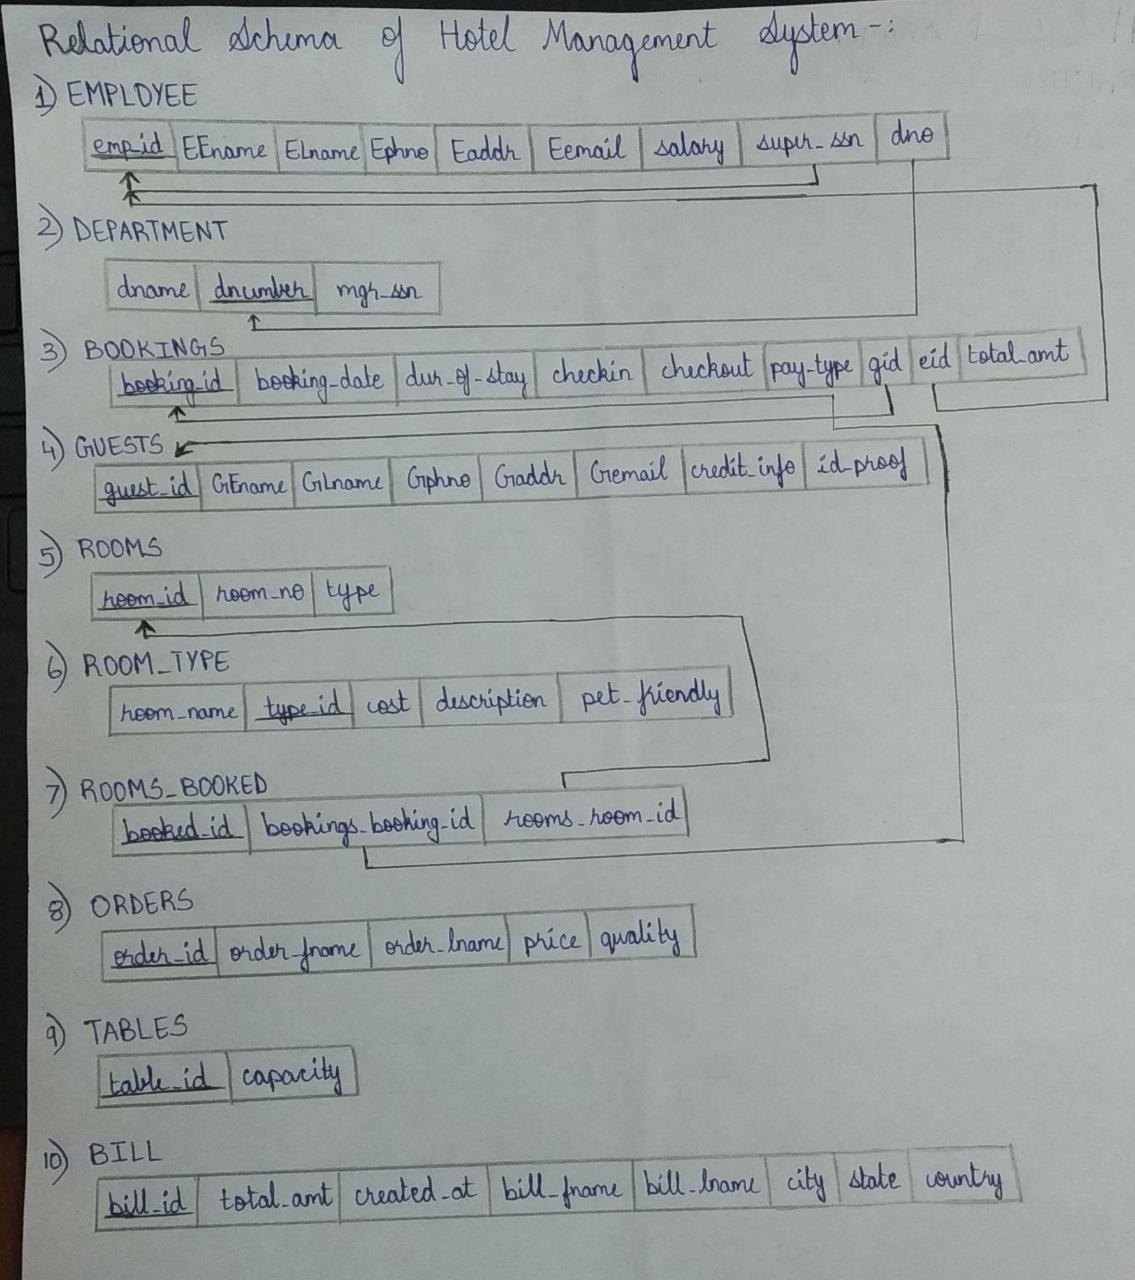 Relational Schema of Hotel Management System-:
1) EMPLOYEE
emp_id EFname ELname Ephno Eaddr Eemail salary super_ssn dno
2) DEPARTMENT
dname dnumber mgr_ssn
3) BOOKINGS
booking_id booking_date dur_of_stay checkin checkout pay_type gid eid total_amt
4) GUESTS
guest_id GFname GLname Gphno Gaddr Gemail credit_info id_proof
5) ROOMS
room_id room_no type
6) ROOM_TYPE
room_name type_id cost description pet_friendly
7) ROOMS_BOOKED
booked_id bookings_booking_id rooms_room_id
8) ORDERS
order_id order_fname order_lname price quality
9) TABLES
table_id capacity
10) BILL
bill_id total_amt created_at bill_fname bill_lname city state country